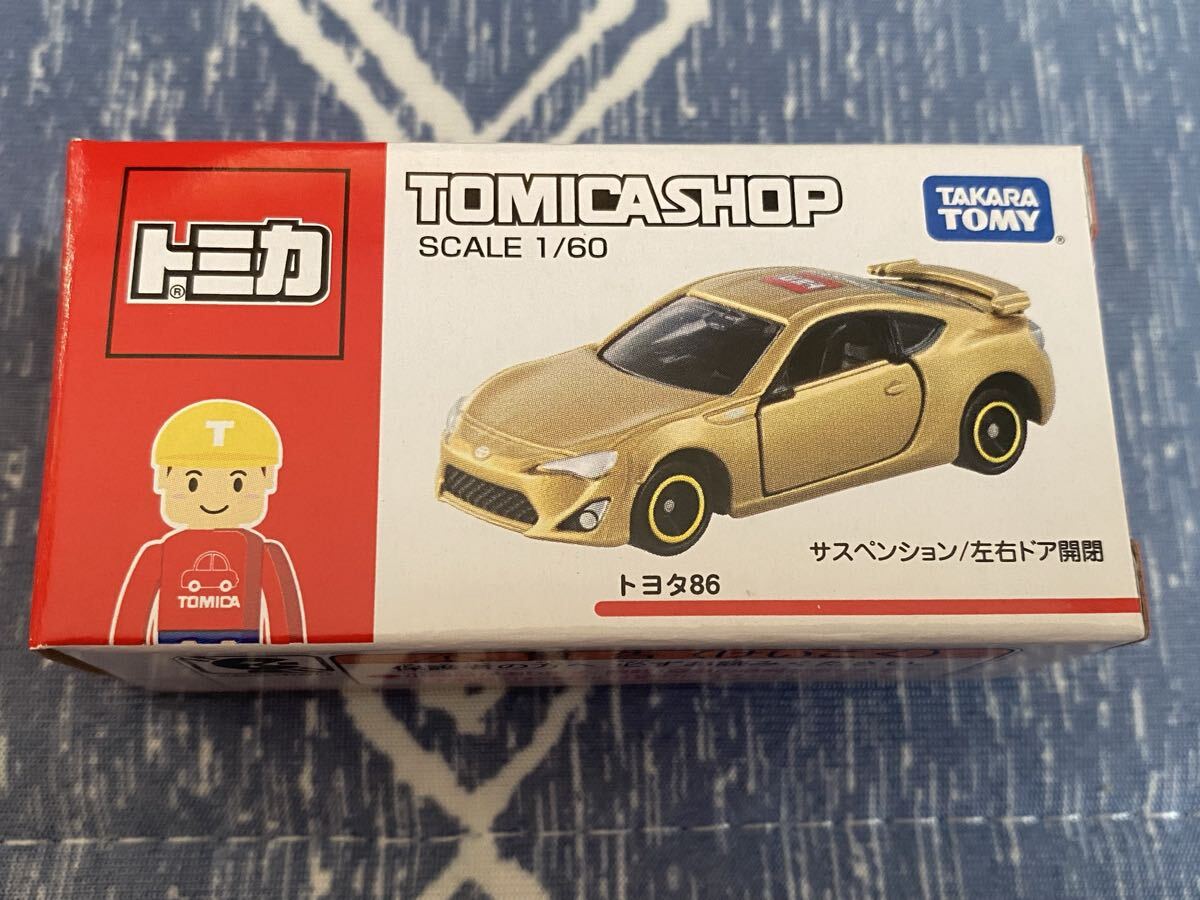 トミカ®
TOMICASHOP
SCALE 1/60
TAKARA
TOMY®
T
TOMICA
サスペンション/左右ドア開閉
トヨタ86